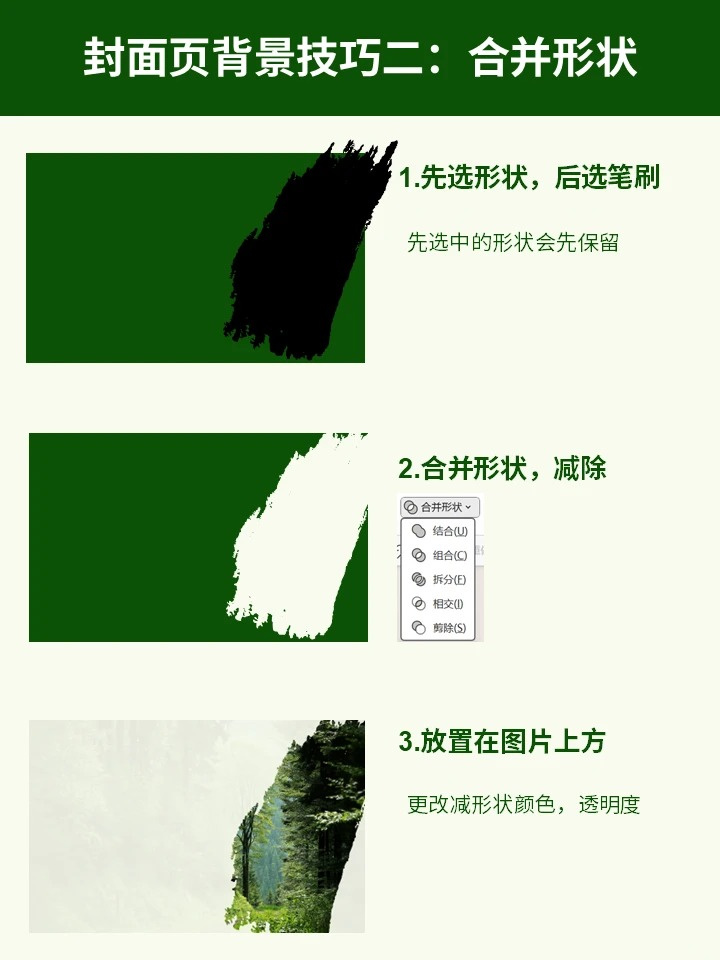 封面页背景技巧二：合并形状
1.先选形状，后选笔刷
先选中的形状会先保留
2.合并形状，减除
合并形状
结合(U)
组合(C)
拆分(F)
相交(I)
剪除(S)
3.放置在图片上方
更改减形状颜色，透明度